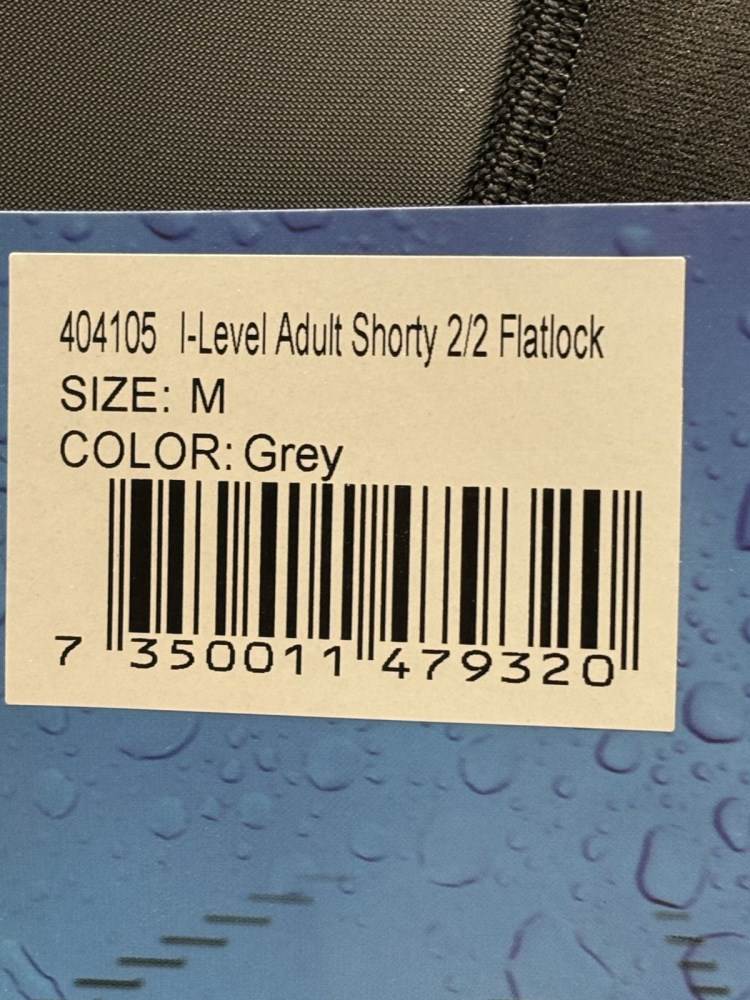 404105 I-Level Adult Shorty 2/2 Flatlock
SIZE: M
COLOR: Grey
7 350011 479320